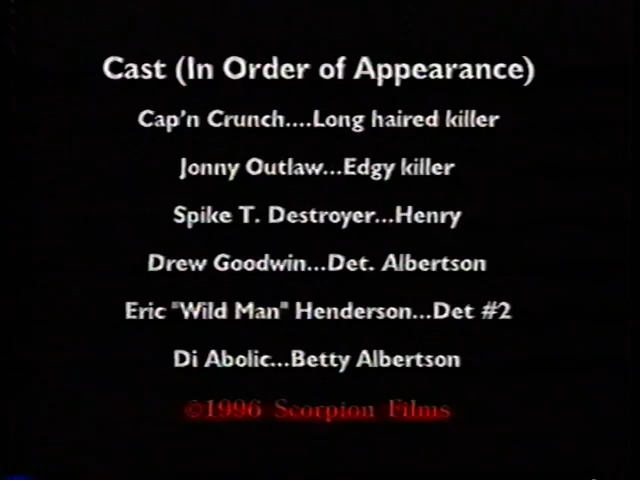 Cast (In Order of Appearance)
Cap'n Crunch....Long haired killer
Jonny Outlaw...Edgy killer
Spike T. Destroyer...Henry
Drew Goodwin...Det. Albertson
Eric "Wild Man" Henderson...Det #2
Di Abolic...Betty Albertson
©1996 Scorpion Films